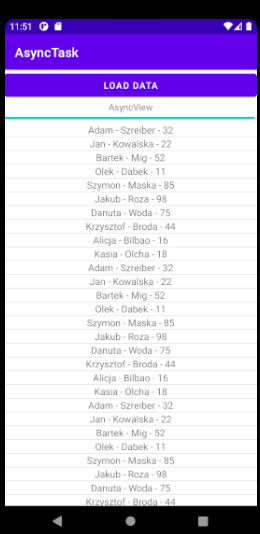 11:51
AsyncTask
LOAD DATA
AsyncView
Adam - Szreiber - 32
Jan - Kowalska - 22
Bartek - Mig - 52
Olek - Dabek - 11
Szymon - Maska - 85
Jakub - Roza - 98
Danuta - Woda - 75
Krzysztof - Broda - 44
Alicja - Bilbao - 16
Kasia - Olcha - 18
Adam - Szreiber - 32
Jan - Kowalska - 22
Bartek - Mig - 52
Olek - Dabek - 11
Szymon - Maska - 85
Jakub - Roza - 98
Danuta - Woda - 75
Krzysztof - Broda - 44
Alicja - Bilbao - 16
Kasia - Olcha - 18
Adam - Szreiber - 32
Jan - Kowalska - 22
Bartek - Mig - 52
Olek - Dabek - 11
Szymon - Maska - 85
Jakub - Roza - 98
Danuta - Woda - 75
Krzysztof - Broda - 44